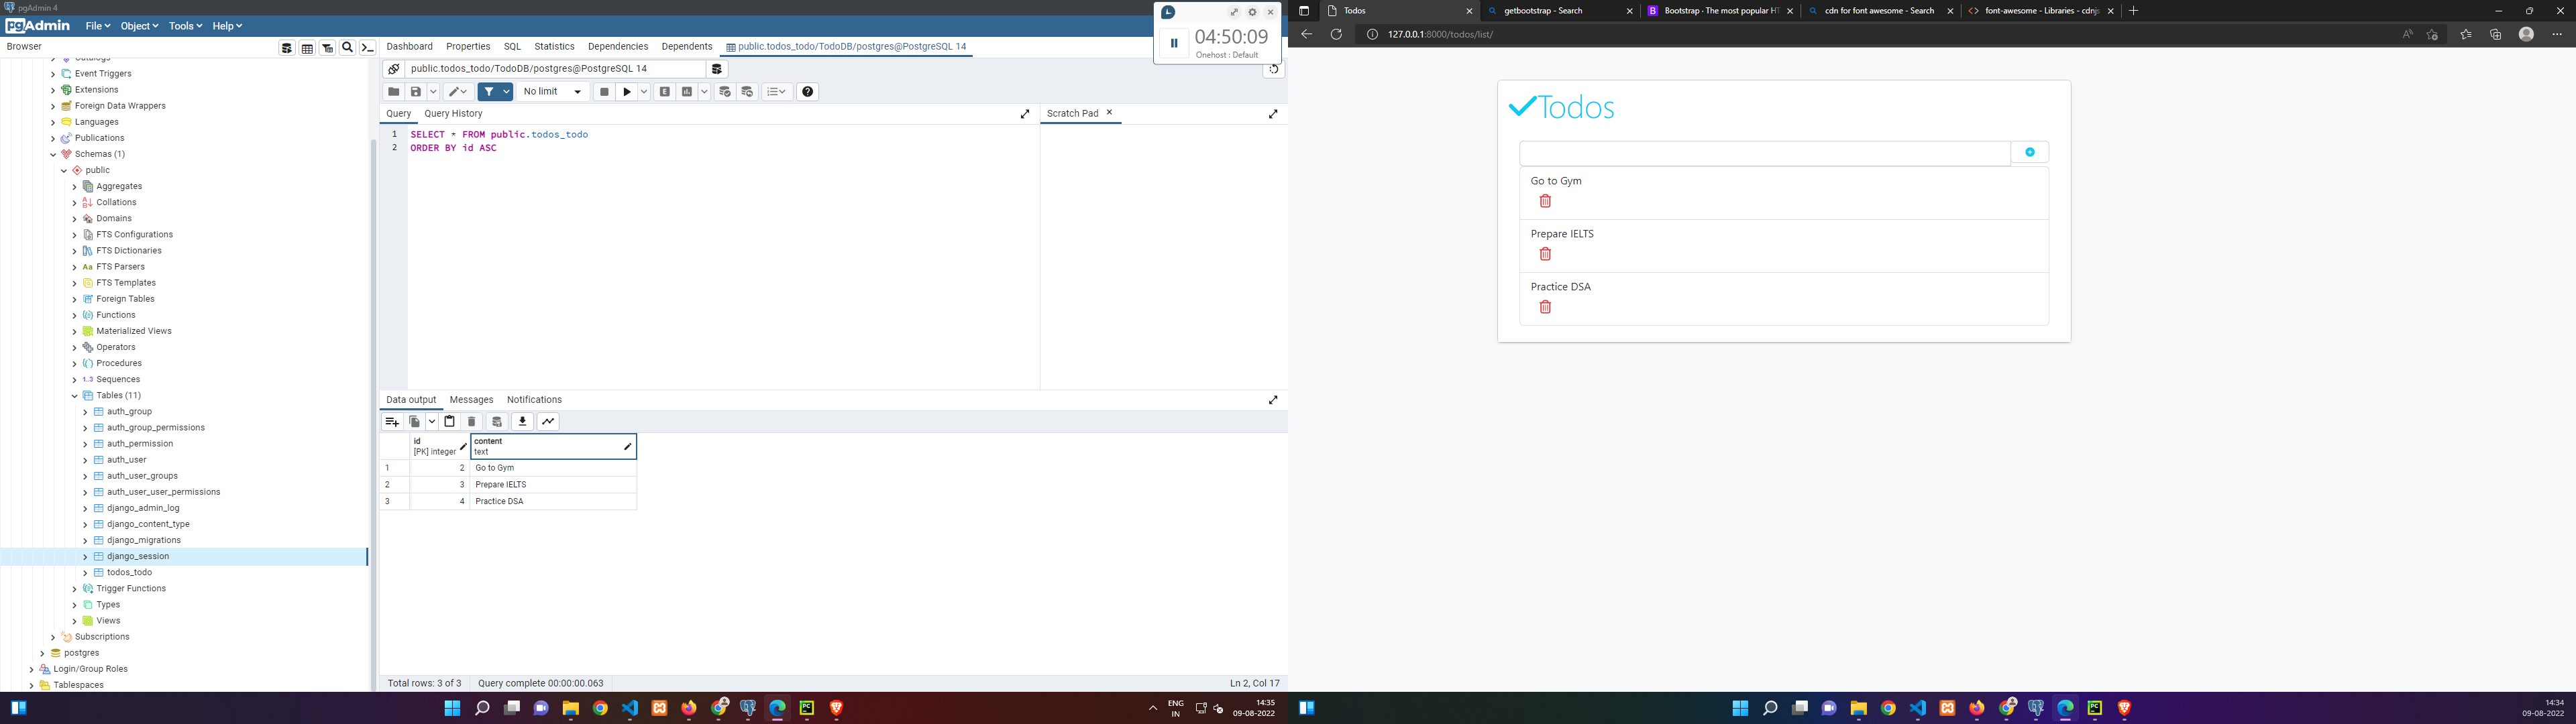 pgAdmin 4
pgAdmin File Object Tools Help
Browser
Catalogs
Event Triggers
Extensions
Foreign Data Wrappers
Languages
Publications
Schemas (1)
public
Aggregates
Collations
Domains
FTS Configurations
FTS Dictionaries
FTS Parsers
FTS Templates
Foreign Tables
Functions
Materialized Views
Operators
Procedures
Sequences
Tables (11)
auth_group
auth_group_permissions
auth_permission
auth_user
auth_user_groups
auth_user_user_permissions
django_admin_log
django_content_type
django_migrations
django_session
todos_todo
Trigger Functions
Types
Views
Subscriptions
postgres
Login/Group Roles
Tablespaces
Dashboard Properties SQL Statistics Dependencies Dependents public.todos_todo/TodoDB/postgres@PostgreSQL 14
04:50:09
Onehost : Default
public.todos_todo/TodoDB/postgres@PostgreSQL 14
No limit
Query Query History
Scratch Pad
1 SELECT * FROM public.todos_todo
2 ORDER BY id ASC
Data output Messages Notifications
id content
[PK] integer text
1 2 Go to Gym
2 3 Prepare IELTS
3 4 Practice DSA
Total rows: 3 of 3 Query complete 00:00:00.063 Ln 2, Col 17
ENG
IN
14:35
09-08-2022
Todos getbootstrap - Search Bootstrap · The most popular HT cdn for font awesome - Search font-awesome - Libraries - cdnjs
127.0.0.1:8000/todos/list/
Todos
Go to Gym
Prepare IELTS
Practice DSA
14:34
09-08-2022